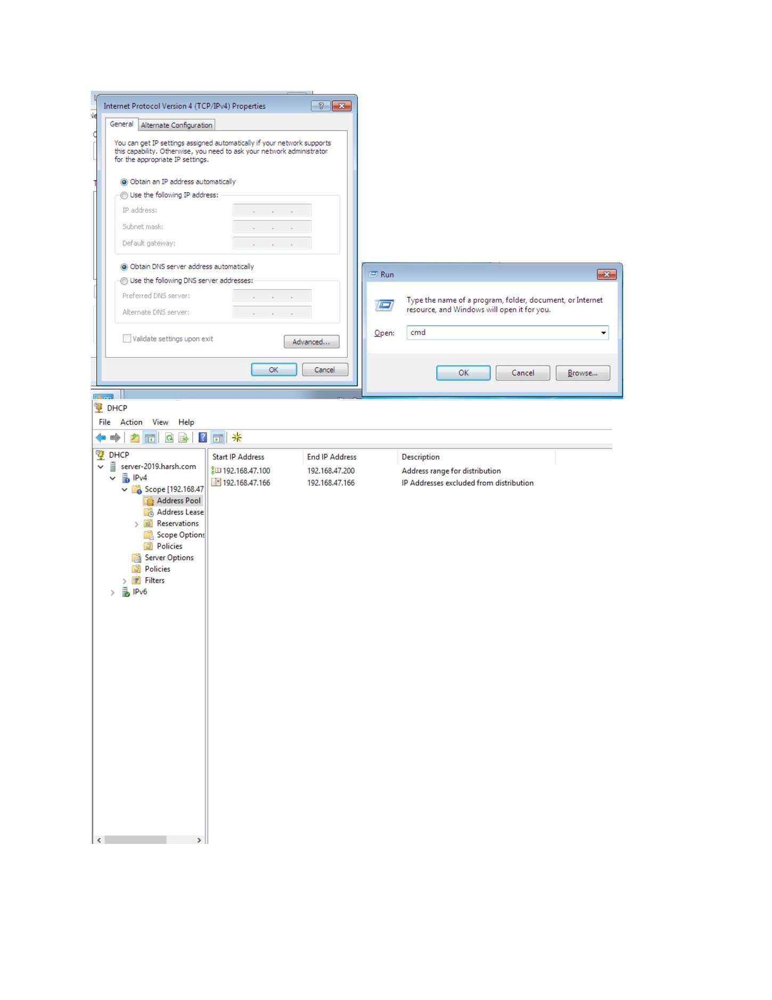 Internet Protocol Version 4 (TCP/IPv4) Properties
General
Alternate Configuration
You can get IP settings assigned automatically if your network supports
this capability. Otherwise, you need to ask your network administrator
for the appropriate IP settings.
Obtain an IP address automatically
Use the following IP address:
IP address:
Subnet mask:
Default gateway:
Obtain DNS server address automatically
Use the following DNS server addresses:
Preferred DNS server:
Alternate DNS server:
Validate settings upon exit
Advanced...
OK
Cancel
Run
Type the name of a program, folder, document, or Internet
resource, and Windows will open it for you.
Open:
cmd
OK
Cancel
Browse...
DHCP
File Action View Help
DHCP
server-2019.harsh.com
IPv4
Scope [192.168.47
Address Pool
Address Lease
Reservations
Scope Options
Policies
Server Options
Policies
Filters
IPv6
Start IP Address End IP Address Description
192.168.47.100 192.168.47.200 Address range for distribution
192.168.47.166 192.168.47.166 IP Addresses excluded from distribution